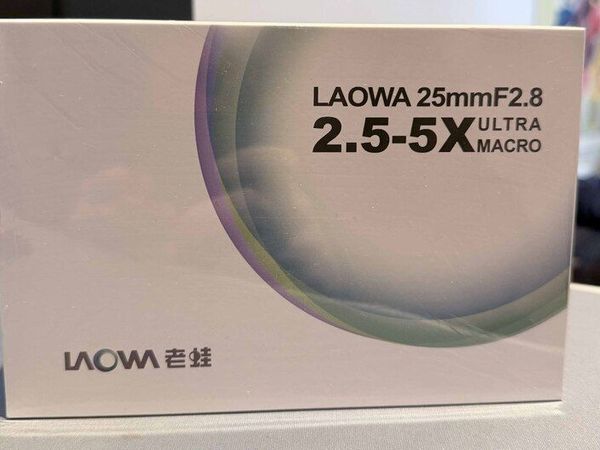 LAOWA 25mmF2.8
2.5-5X ULTRA MACRO
LAOWA 老蛙